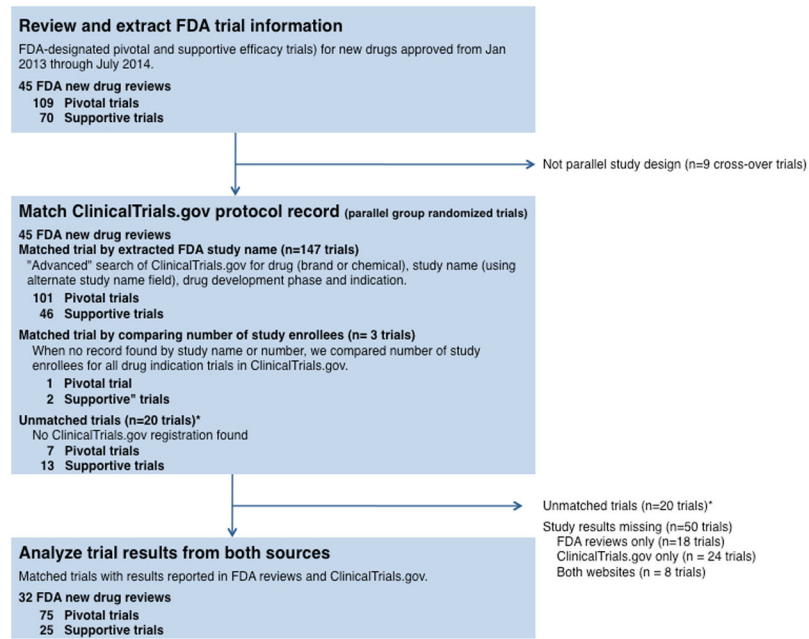 Review and extract FDA trial information
FDA-designated pivotal and supportive efficacy trials) for new drugs approved from Jan
2013 through July 2014.
45 FDA new drug reviews
109 Pivotal trials
70 Supportive trials
Not parallel study design (n=9 cross-over trials)
Match ClinicalTrials.gov protocol record (parallel group randomized trials)
45 FDA new drug reviews
Matched trial by extracted FDA study name (n=147 trials)
"Advanced" search of ClinicalTrials.gov for drug (brand or chemical), study name (using
alternate study name field), drug development phase and indication.
101 Pivotal trials
46 Supportive trials
Matched trial by comparing number of study enrollees (n= 3 trials)
When no record found by study name or number, we compared number of study
enrollees for all drug indication trials in ClinicalTrials.gov.
1 Pivotal trial
2 Supportive" trials
Unmatched trials (n=20 trials)*
No ClinicalTrials.gov registration found
7 Pivotal trials
13 Supportive trials
Unmatched trials (n=20 trials)*
Study results missing (n=50 trials)
FDA reviews only (n=18 trials)
ClinicalTrials.gov only (n = 24 trials)
Both websites (n = 8 trials)
Analyze trial results from both sources
Matched trials with results reported in FDA reviews and ClinicalTrials.gov.
32 FDA new drug reviews
75 Pivotal trials
25 Supportive trials